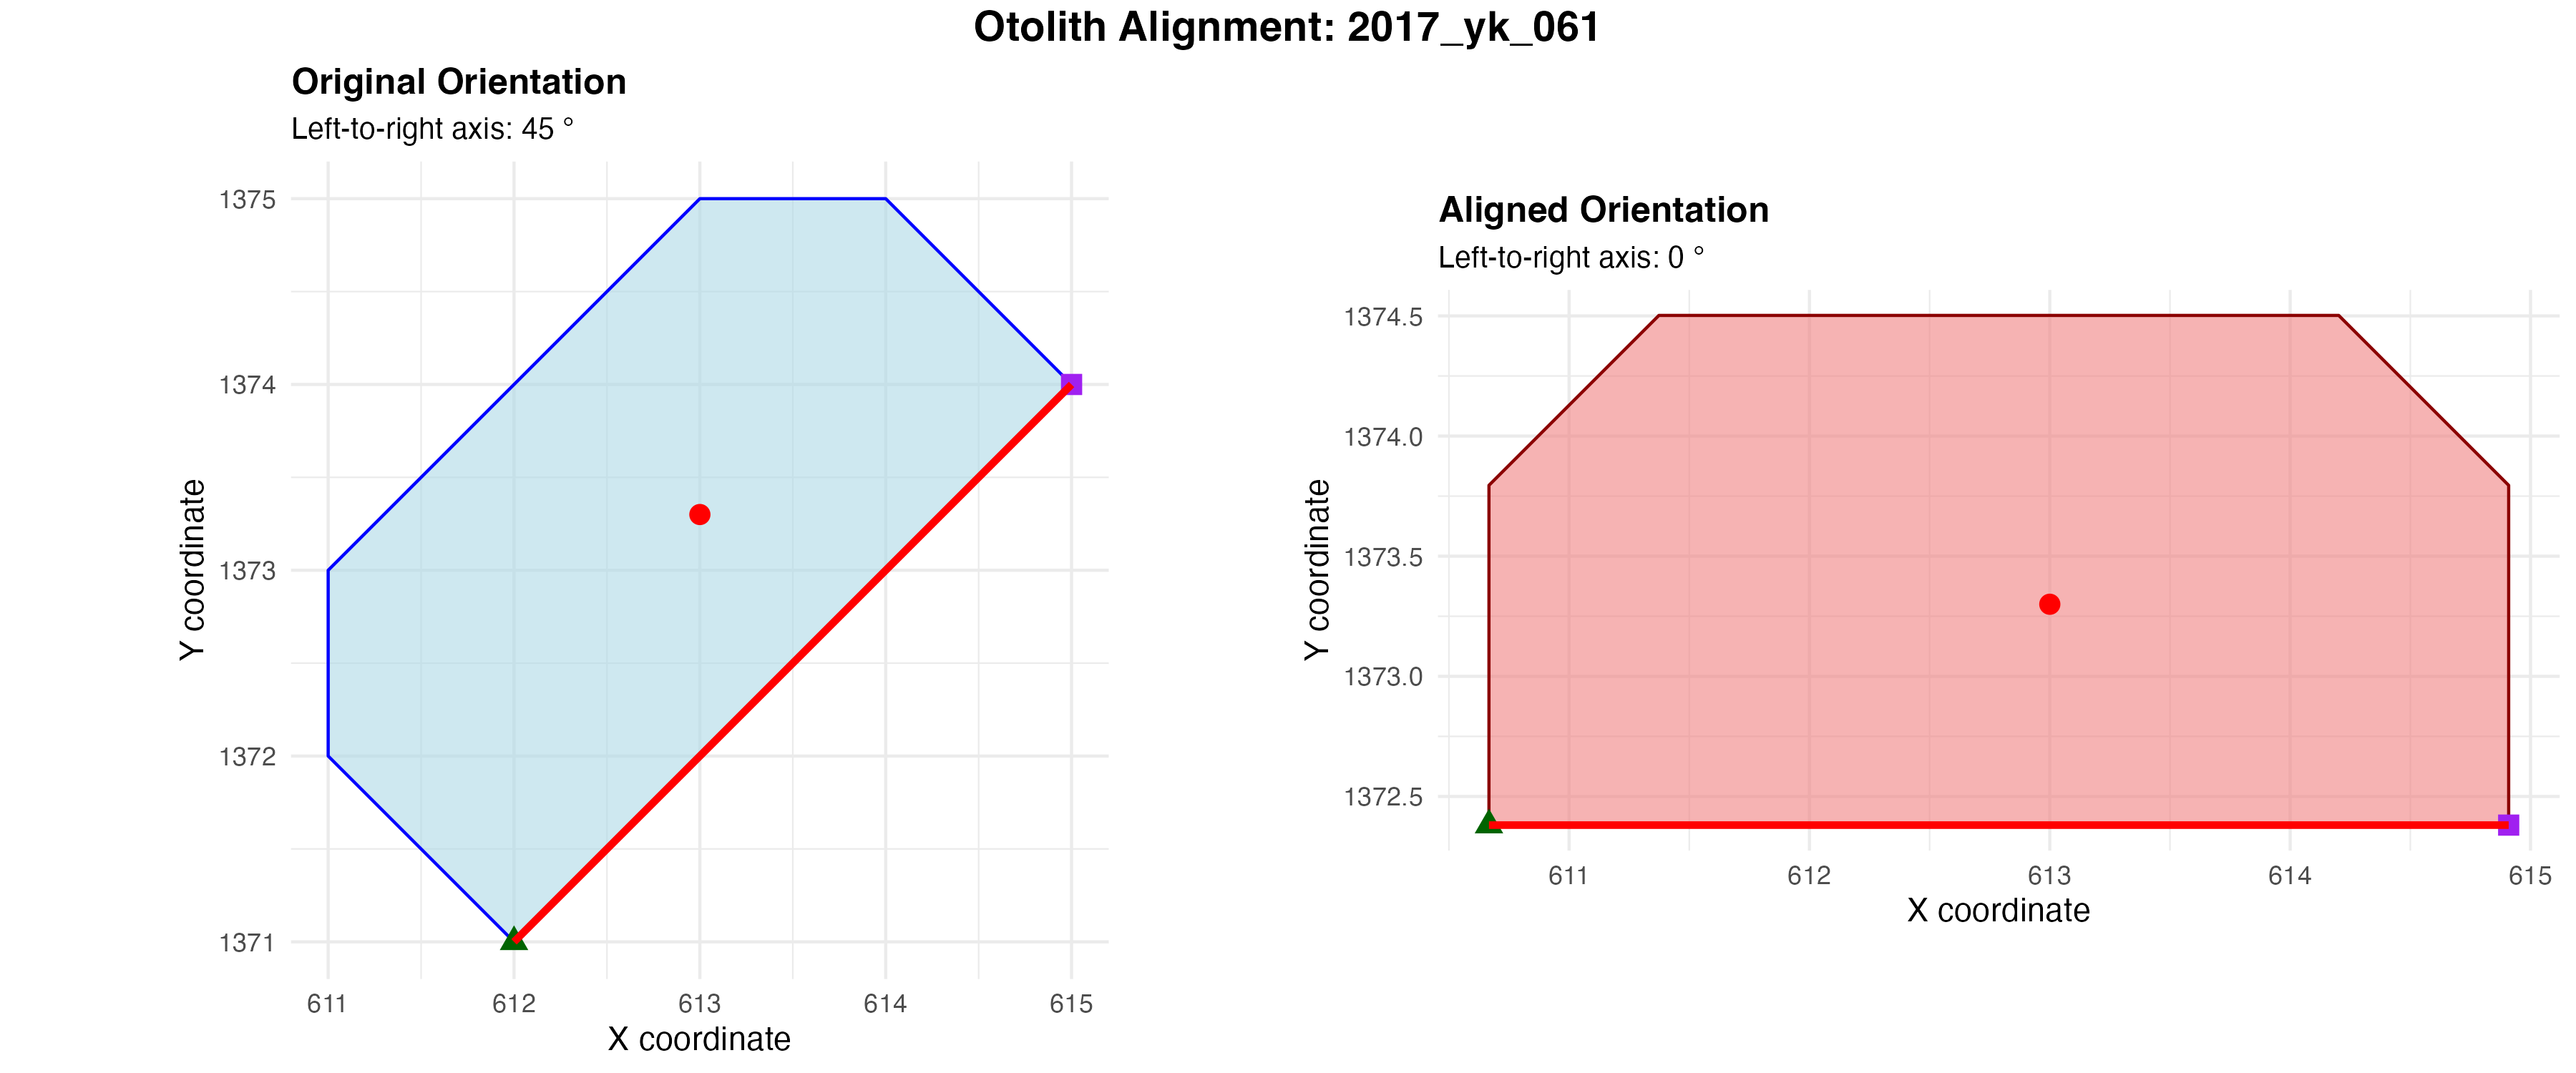 Otolith Alignment: 2017_yk_061
Original Orientation
Left-to-right axis: 45 °
1375
1374
1373
1372
1371
Y coordinate
611 612 613 614 615
X coordinate
Aligned Orientation
Left-to-right axis: 0 °
1374.5
1374.0
1373.5
1373.0
1372.5
Y coordinate
611 612 613 614 615
X coordinate